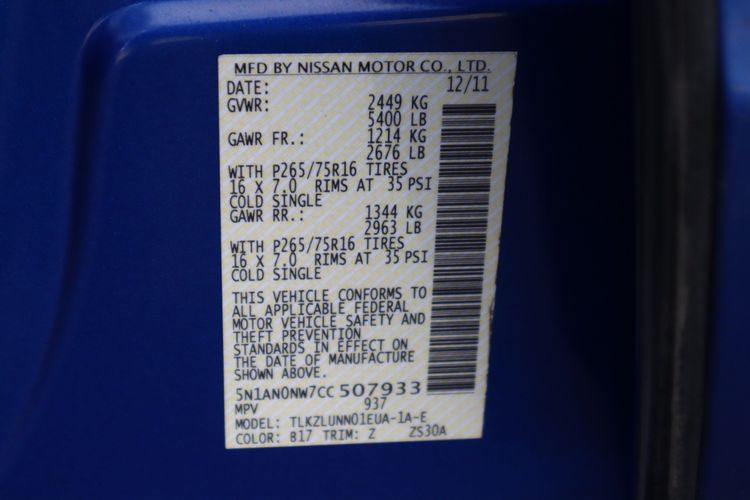 MFD BY NISSAN MOTOR CO., LTD.
DATE: 12/11
GVWR: 2449 KG
5400 LB
GAWR FR.: 1214 KG
2676 LB
WITH P265/75R16 TIRES
16 X 7.0 RIMS AT 35 PSI
COLD SINGLE
GAWR RR.: 1344 KG
2963 LB
WITH P265/75R16 TIRES
16 X 7.0 RIMS AT 35 PSI
COLD SINGLE
THIS VEHICLE CONFORMS TO
ALL APPLICABLE FEDERAL
MOTOR VEHICLE SAFETY AND
THEFT PREVENTION
STANDARDS IN EFFECT ON
THE DATE OF MANUFACTURE
SHOWN ABOVE.
5N1AN0NW7CC507933
MPV 937
MODEL: TLKZLUNN01EUA-1A-E
COLOR: B17 TRIM: Z ZS30A